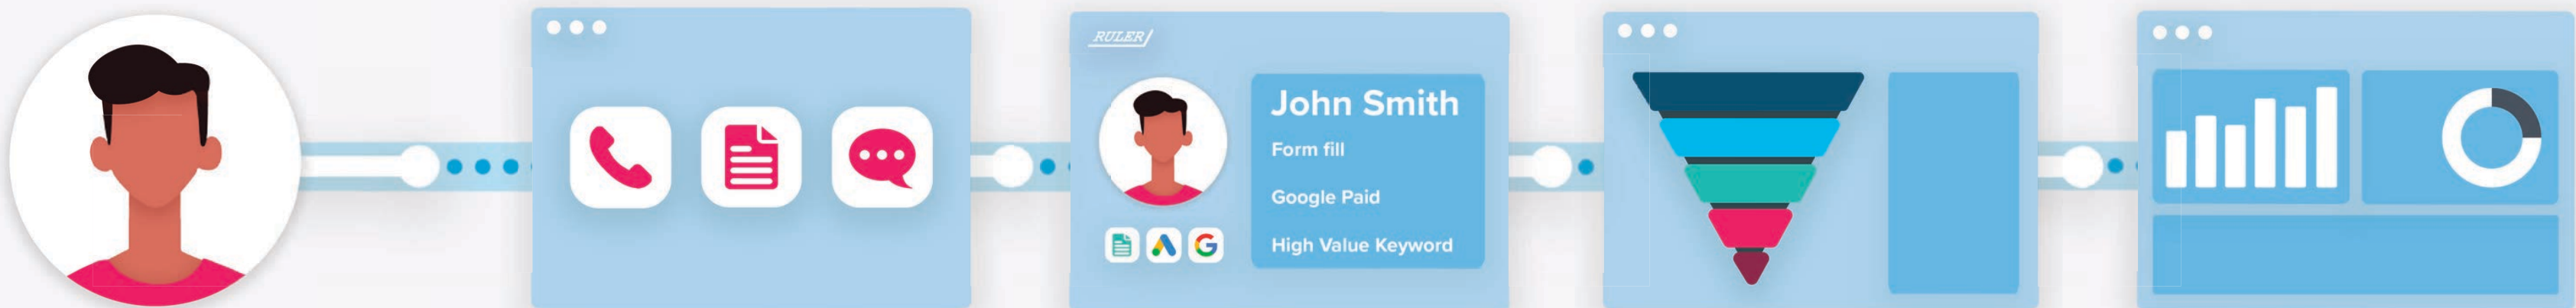 RULER
John Smith
Form fill
Google Paid
High Value Keyword